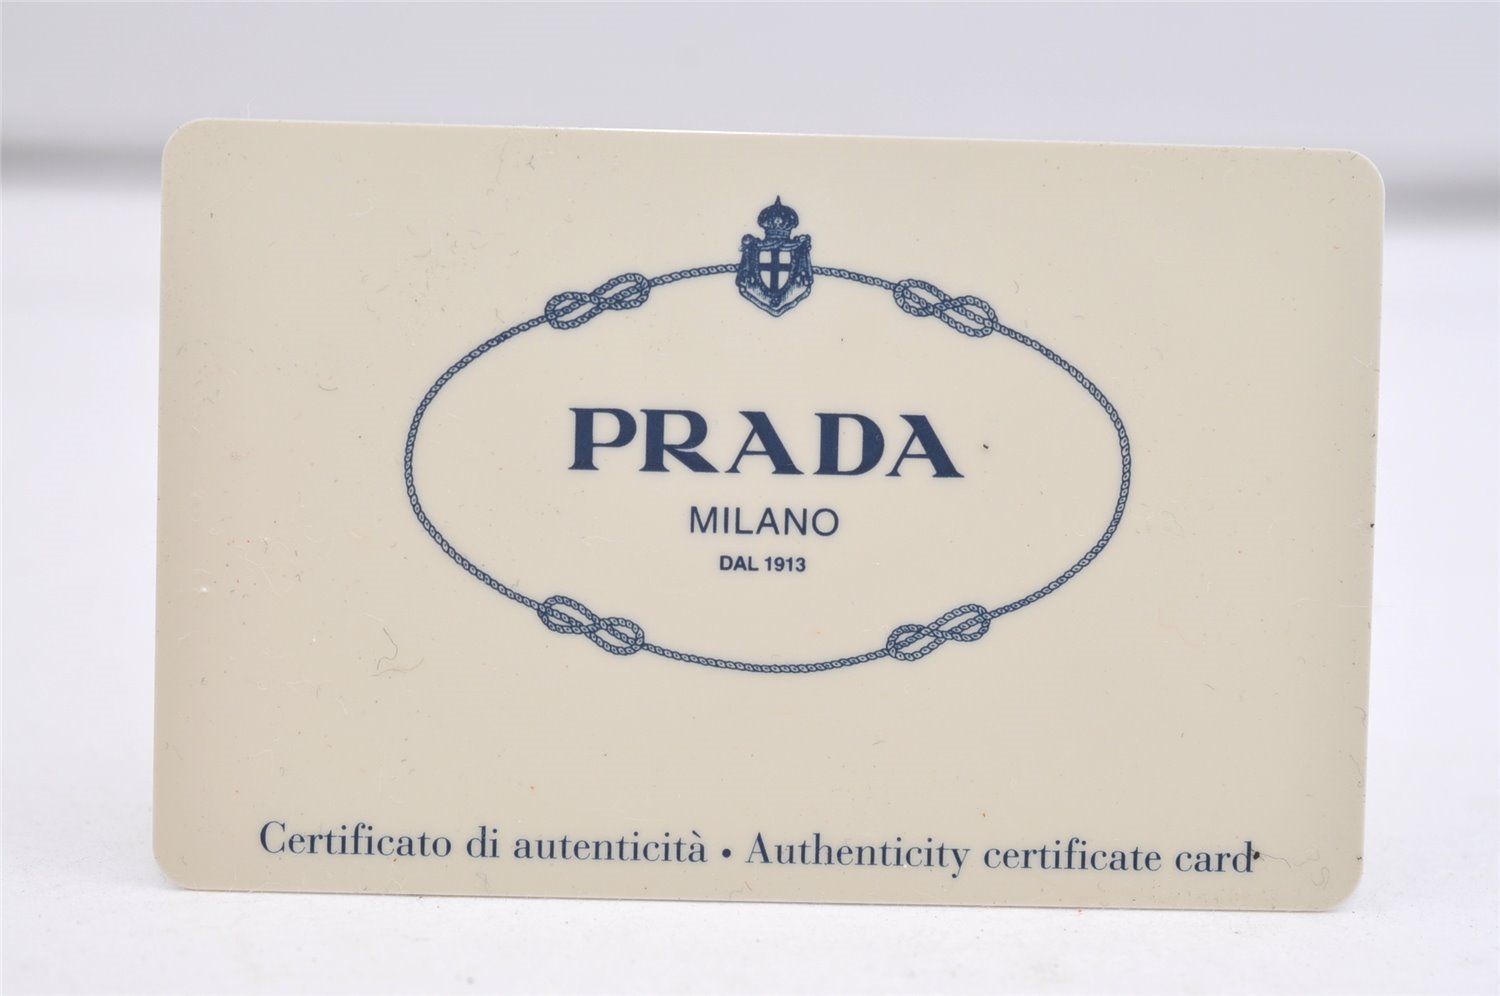 PRADA
MILANO
DAL 1913
Certificato di autenticità • Authenticity certificate card